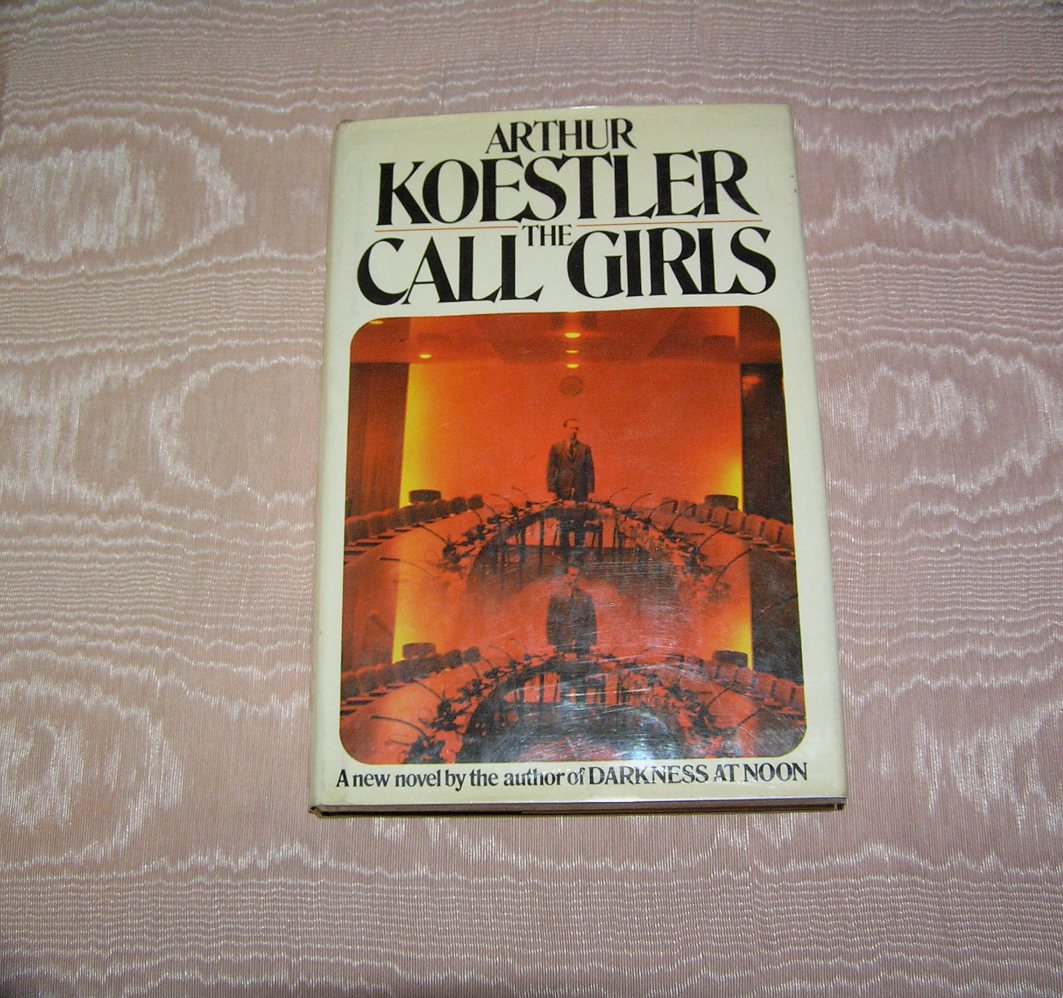 ARTHUR
KOESTLER
THE
CALL GIRLS
A new novel by the author of DARKNESS AT NOON